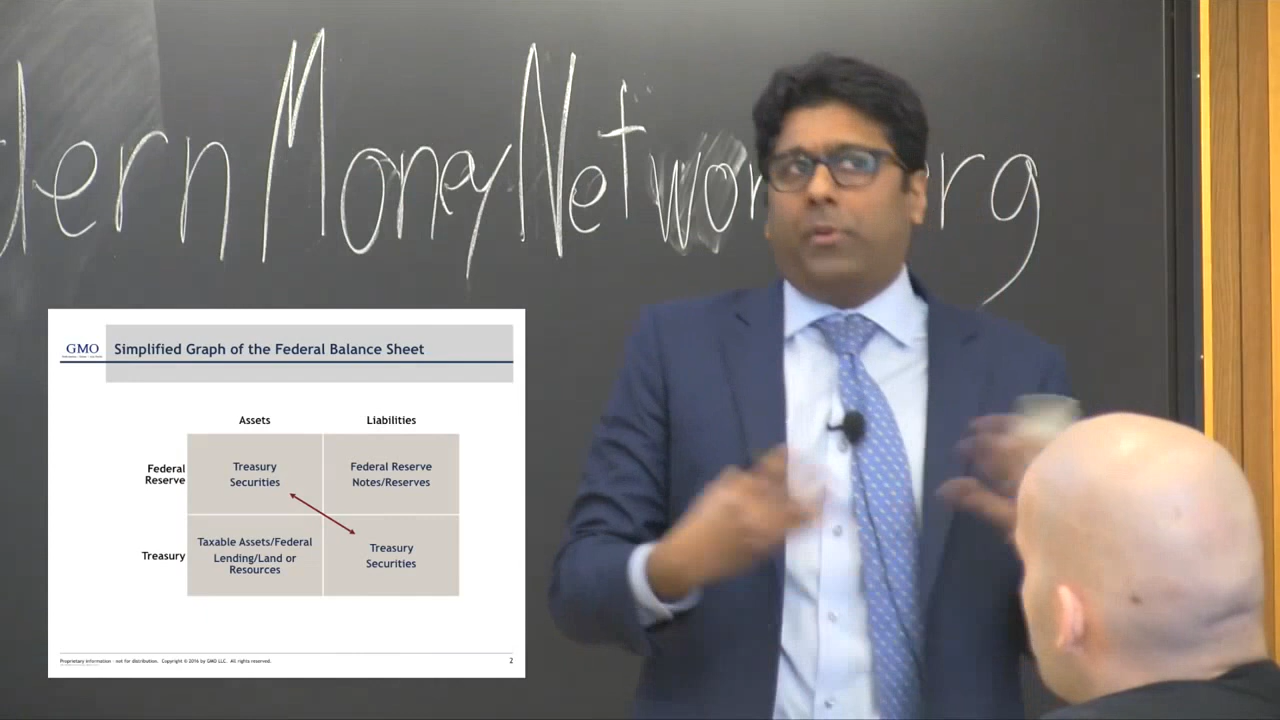 dernMoneyNetwo rg
GMO
Simplified Graph of the Federal Balance Sheet
Assets Liabilities
Federal
Reserve
Treasury
Securities
Federal Reserve
Notes/Reserves
Treasury
Taxable Assets/Federal
Lending/Land or
Resources
Treasury
Securities
Proprietary information - not for distribution. Copyright © 2016 by GMO LLC. All rights reserved.
2